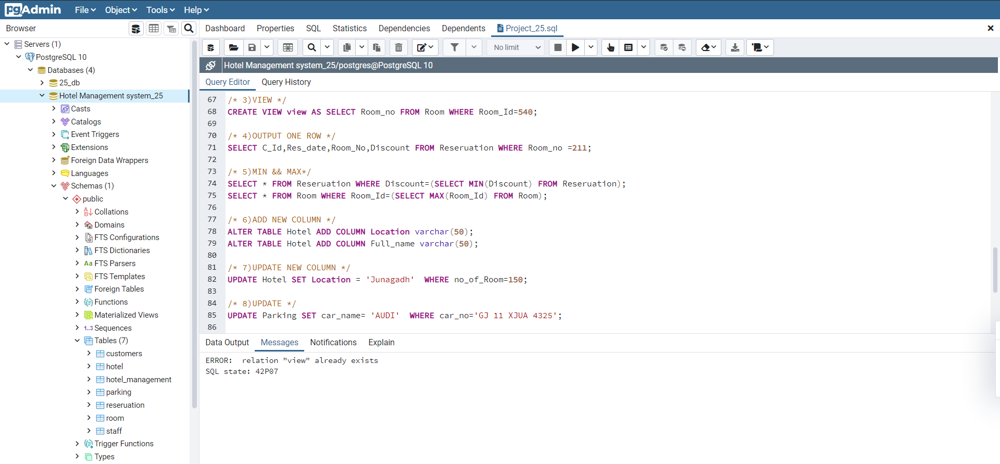 pgAdmin File Object Tools Help
Browser
Dashboard Properties SQL Statistics Dependencies Dependents Project_25.sql
No limit
Hotel Management system_25/postgres@PostgreSQL 10
Query Editor Query History
Servers (1)
PostgreSQL 10
Databases (4)
25_db
Hotel Management system_25
Casts
Catalogs
Event Triggers
Extensions
Foreign Data Wrappers
Languages
Schemas (1)
public
Collations
Domains
FTS Configurations
FTS Dictionaries
Aa FTS Parsers
FTS Templates
Foreign Tables
Functions
Materialized Views
1..3 Sequences
Tables (7)
customers
hotel
hotel_management
parking
reseruation
room
staff
Trigger Functions
Types
67 /* 3)VIEW */
68 CREATE VIEW view AS SELECT Room_no FROM Room WHERE Room_Id=540;
69
70 /* 4)OUTPUT ONE ROW */
71 SELECT C_Id,Res_date,Room_No,Discount FROM Reseruation WHERE Room_no =211;
72
73 /* 5)MIN && MAX*/
74 SELECT * FROM Reseruation WHERE Discount=(SELECT MIN(Discount) FROM Reseruation);
75 SELECT * FROM Room WHERE Room_Id=(SELECT MAX(Room_Id) FROM Room);
76
77 /* 6)ADD NEW COLUMN */
78 ALTER TABLE Hotel ADD COLUMN Location varchar(50);
79 ALTER TABLE Hotel ADD COLUMN Full_name varchar(50);
80
81 /* 7)UPDATE NEW COLUMN */
82 UPDATE Hotel SET Location = 'Junagadh'  WHERE no_of_Room=150;
83
84 /* 8)UPDATE */
85 UPDATE Parking SET car_name= 'AUDI'  WHERE car_no='GJ 11 XJUA 4325';
86
Data Output Messages Notifications Explain
ERROR:  relation "view" already exists
SQL state: 42P07